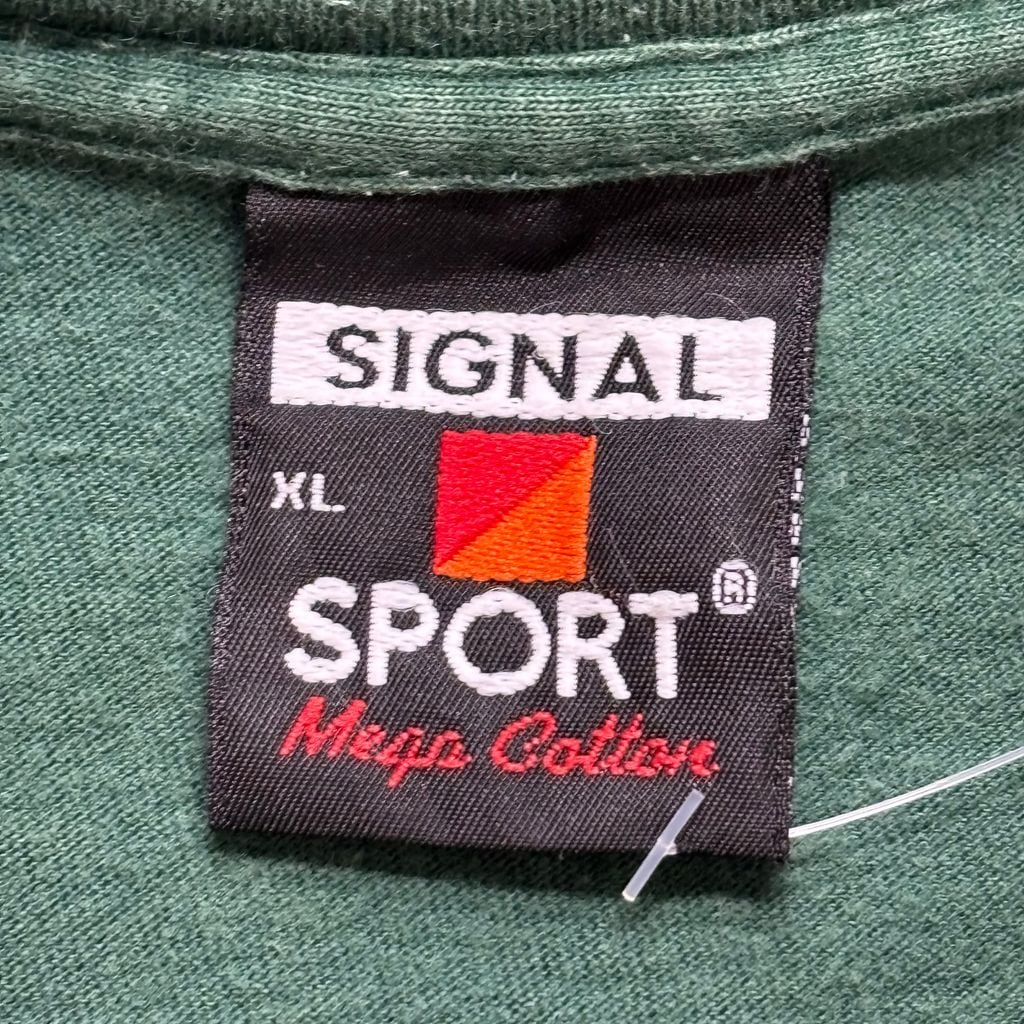 SIGNAL
XL
SPORT®
Mega Cotton